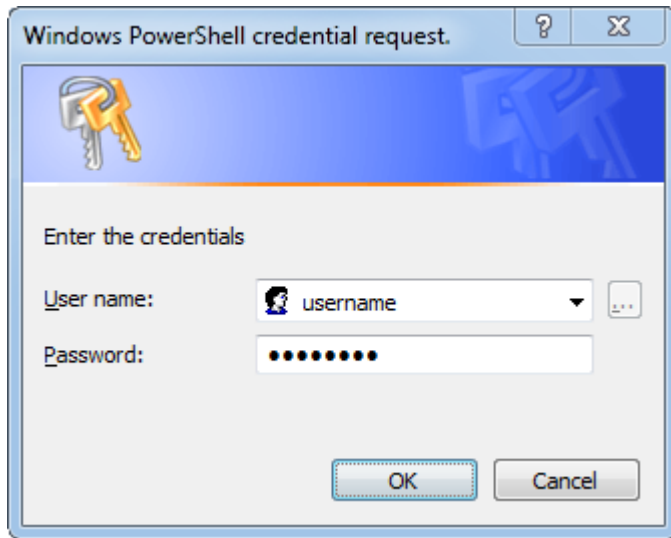 Windows PowerShell credential request.
Enter the credentials
User name: username ...
Password: ••••••••
OK Cancel